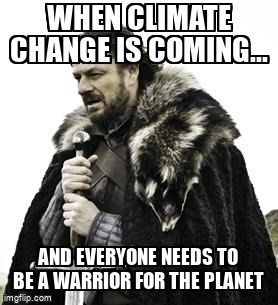 WHEN CLIMATE
CHANGE IS COMING...
AND EVERYONE NEEDS TO
BE A WARRIOR FOR THE PLANET
imgflip.com